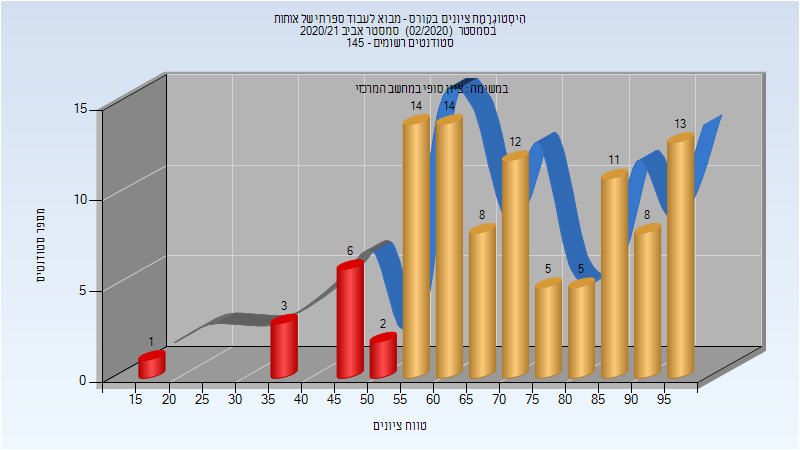 היסטוגרמת ציונים בקורס - מבוא לעבוד ספרתי של אותות
בסמסטר (02/2020) סמסטר אביב 2020/21
סטודנטים רשומים - 145
במשימה : ציון סופי במחשב המרכזי
מספר סטודנטים
15
10
5
0
1
3
6
2
14
14
8
12
5
5
11
8
13
15 20 25 30 35 40 45 50 55 60 65 70 75 80 85 90 95
טווח ציונים